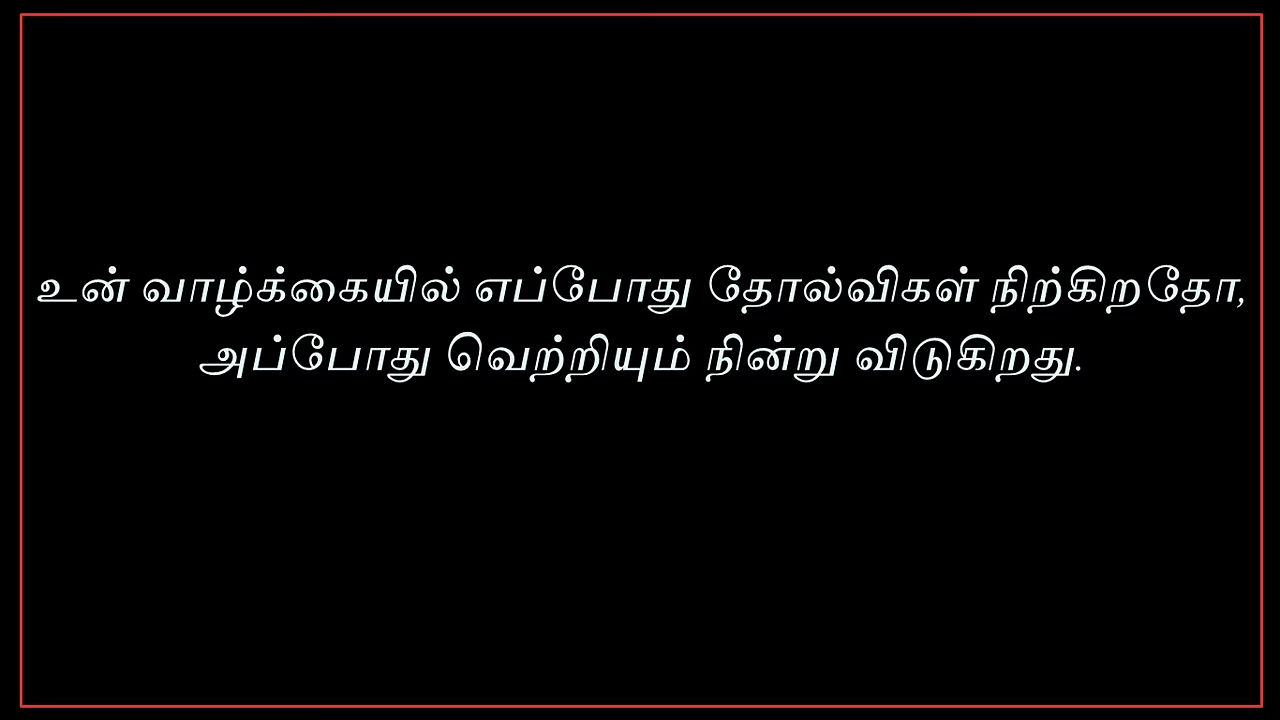 உன் வாழ்க்கையில் எப்போது தோல்விகள் நிற்கிறதோ,
அப்போது வெற்றியும் நின்று விடுகிறது.